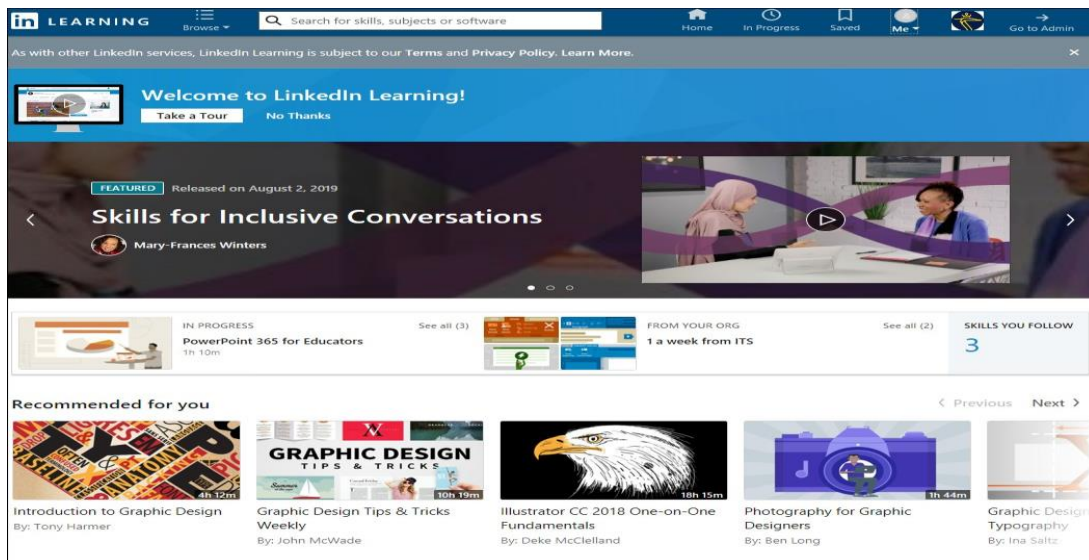 in LEARNING
Browse
Search for skills, subjects or software
Home
In Progress
Saved
Me
Go to Admin
As with other LinkedIn services, LinkedIn Learning is subject to our Terms and Privacy Policy. Learn More.
Welcome to LinkedIn Learning!
Take a Tour
No Thanks
FEATURED Released on August 2, 2019
Skills for Inclusive Conversations
Mary-Frances Winters
IN PROGRESS
See all (3)
PowerPoint 365 for Educators
1h 10m
FROM YOUR ORG
See all (2)
1 a week from ITS
SKILLS YOU FOLLOW
3
Recommended for you
Previous
Next
4h 12m
Introduction to Graphic Design
By: Tony Harmer
GRAPHIC DESIGN
TIPS & TRICKS
10h 19m
Graphic Design Tips & Tricks
Weekly
By: John McWade
18h 15m
Illustrator CC 2018 One-on-One
Fundamentals
By: Deke McClelland
1h 44m
Photography for Graphic
Designers
By: Ben Long
Graphic Design
Typography
By: Ina Saltz